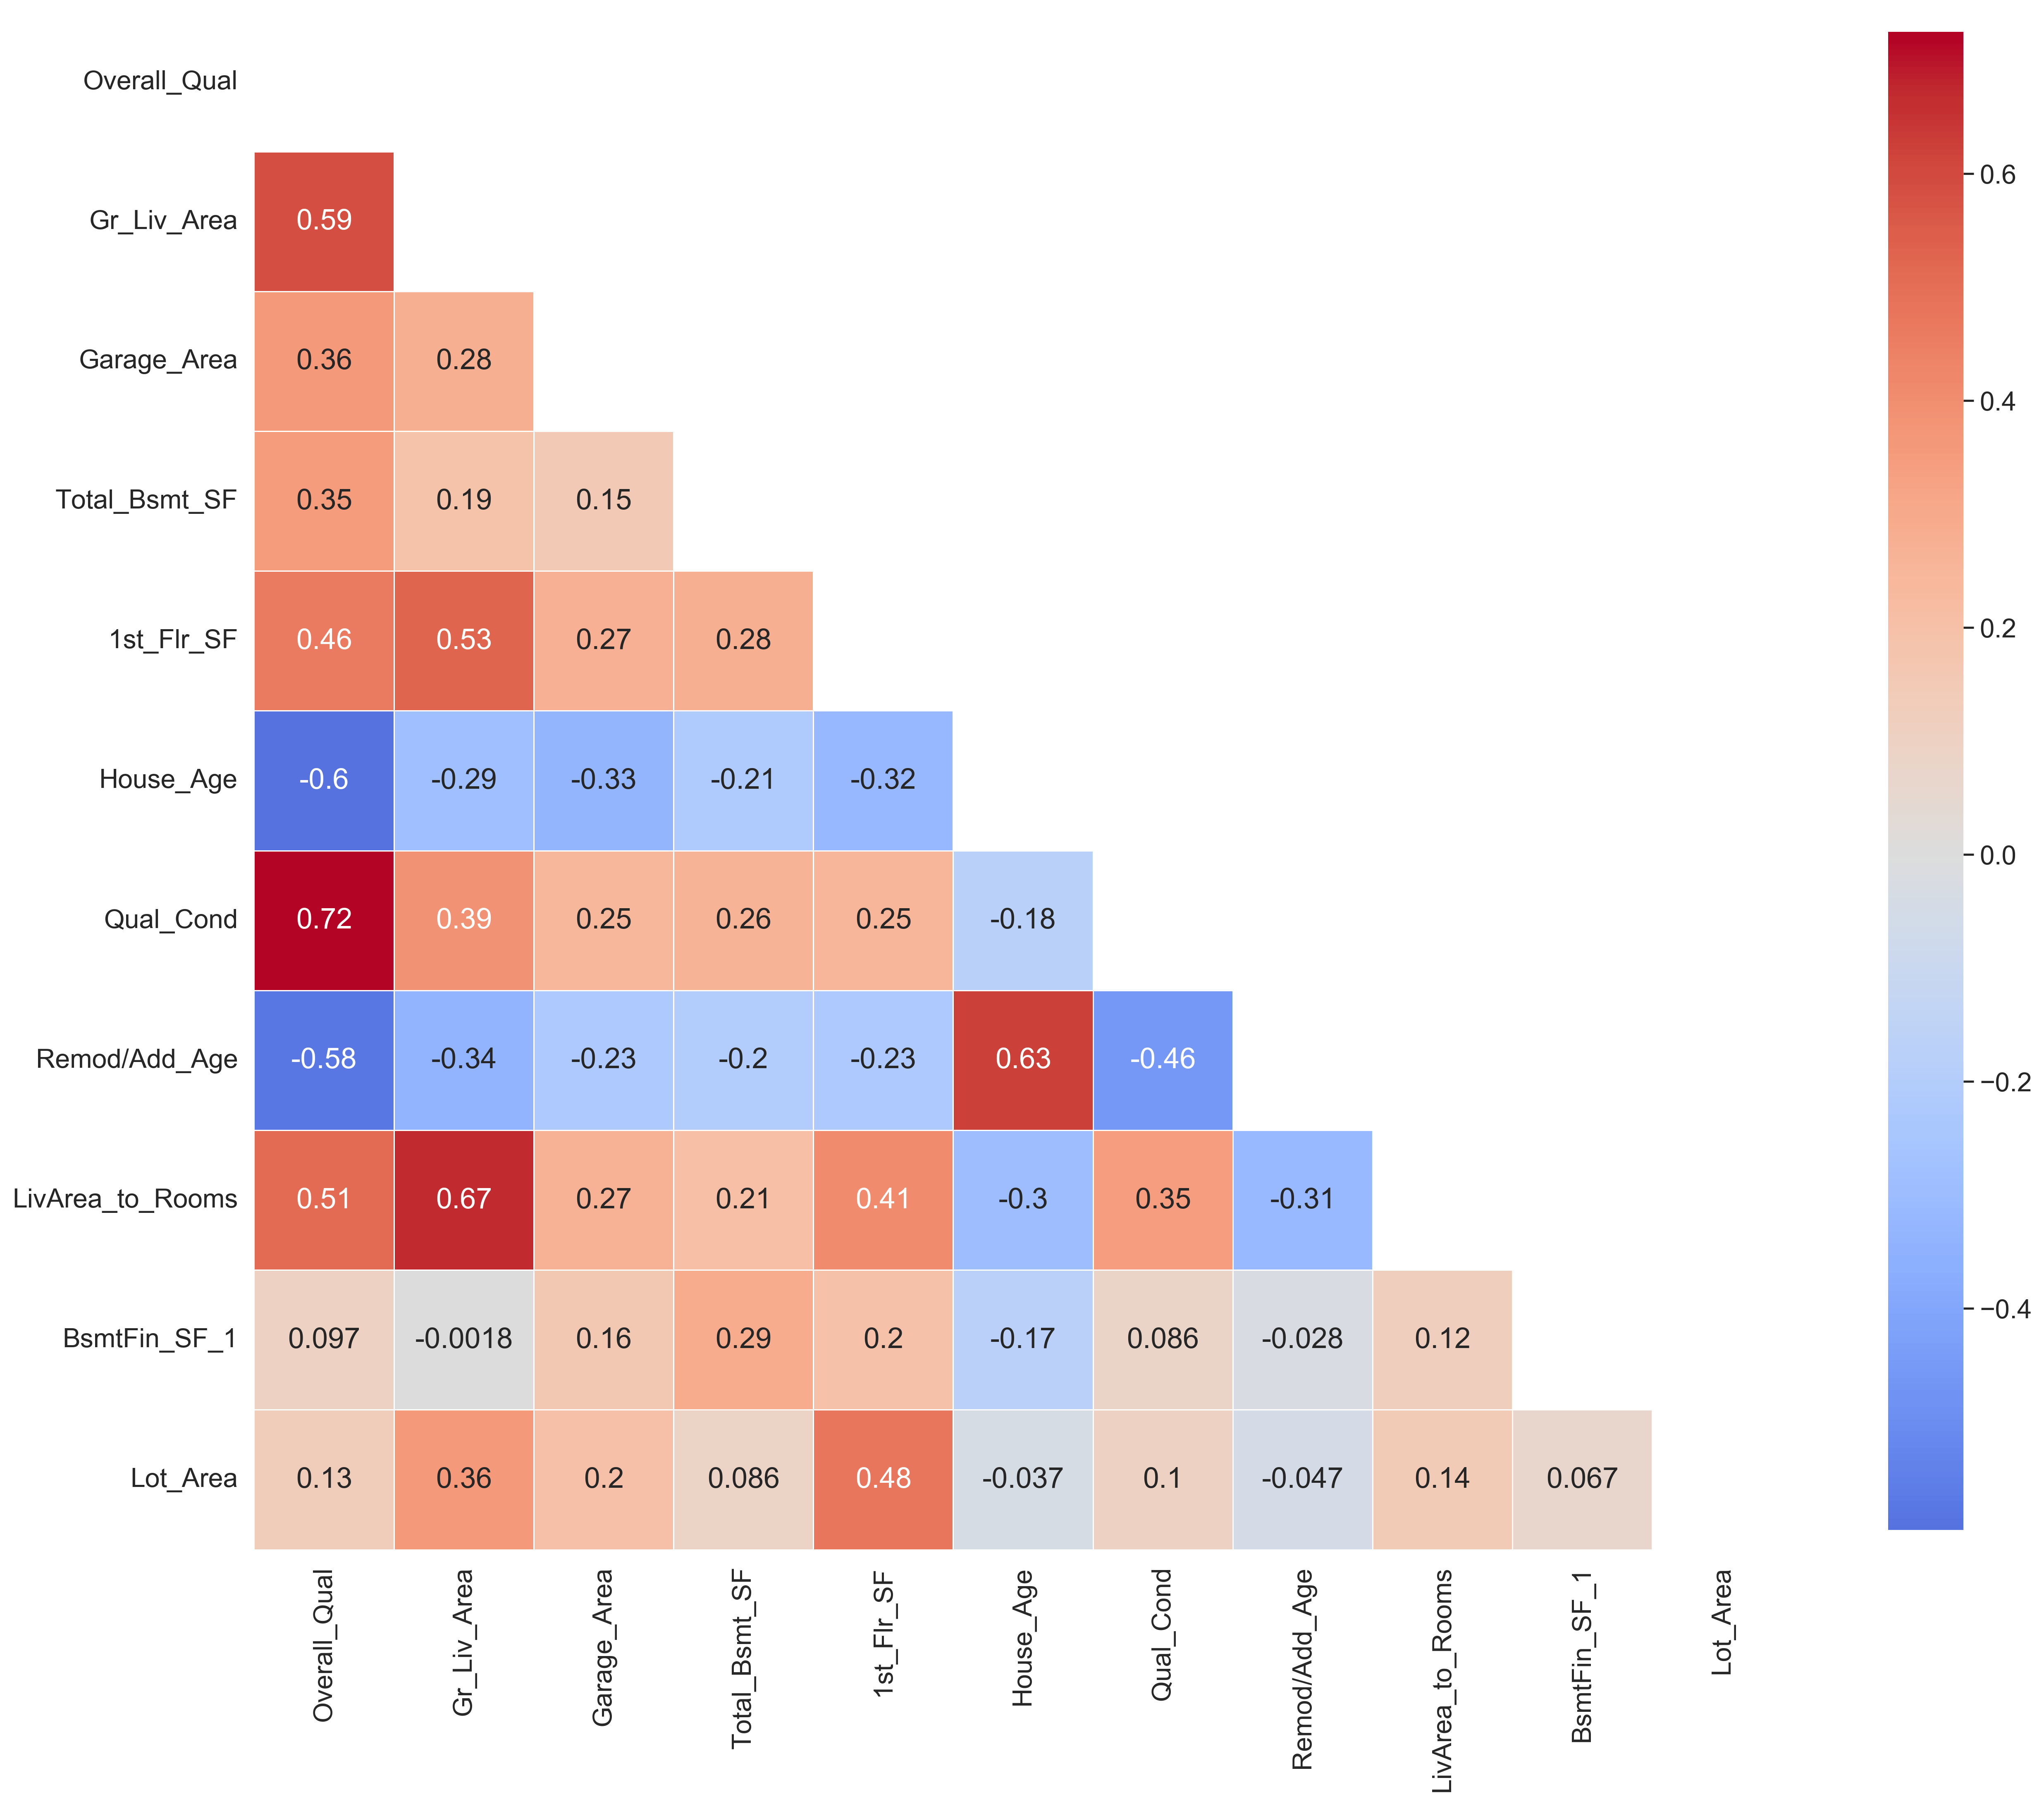 Overall_Qual
Gr_Liv_Area 0.59
Garage_Area 0.36 0.28
Total_Bsmt_SF 0.35 0.19 0.15
1st_Flr_SF 0.46 0.53 0.27 0.28
House_Age -0.6 -0.29 -0.33 -0.21 -0.32
Qual_Cond 0.72 0.39 0.25 0.26 0.25 -0.18
Remod/Add_Age -0.58 -0.34 -0.23 -0.2 -0.23 0.63 -0.46
LivArea_to_Rooms 0.51 0.67 0.27 0.21 0.41 -0.3 0.35 -0.31
BsmtFin_SF_1 0.097 -0.0018 0.16 0.29 0.2 -0.17 0.086 -0.028 0.12
Lot_Area 0.13 0.36 0.2 0.086 0.48 -0.037 0.1 -0.047 0.14 0.067
Overall_Qual
Gr_Liv_Area
Garage_Area
Total_Bsmt_SF
1st_Flr_SF
House_Age
Qual_Cond
Remod/Add_Age
LivArea_to_Rooms
BsmtFin_SF_1
Lot_Area
0.6
0.4
0.2
0.0
−0.2
−0.4